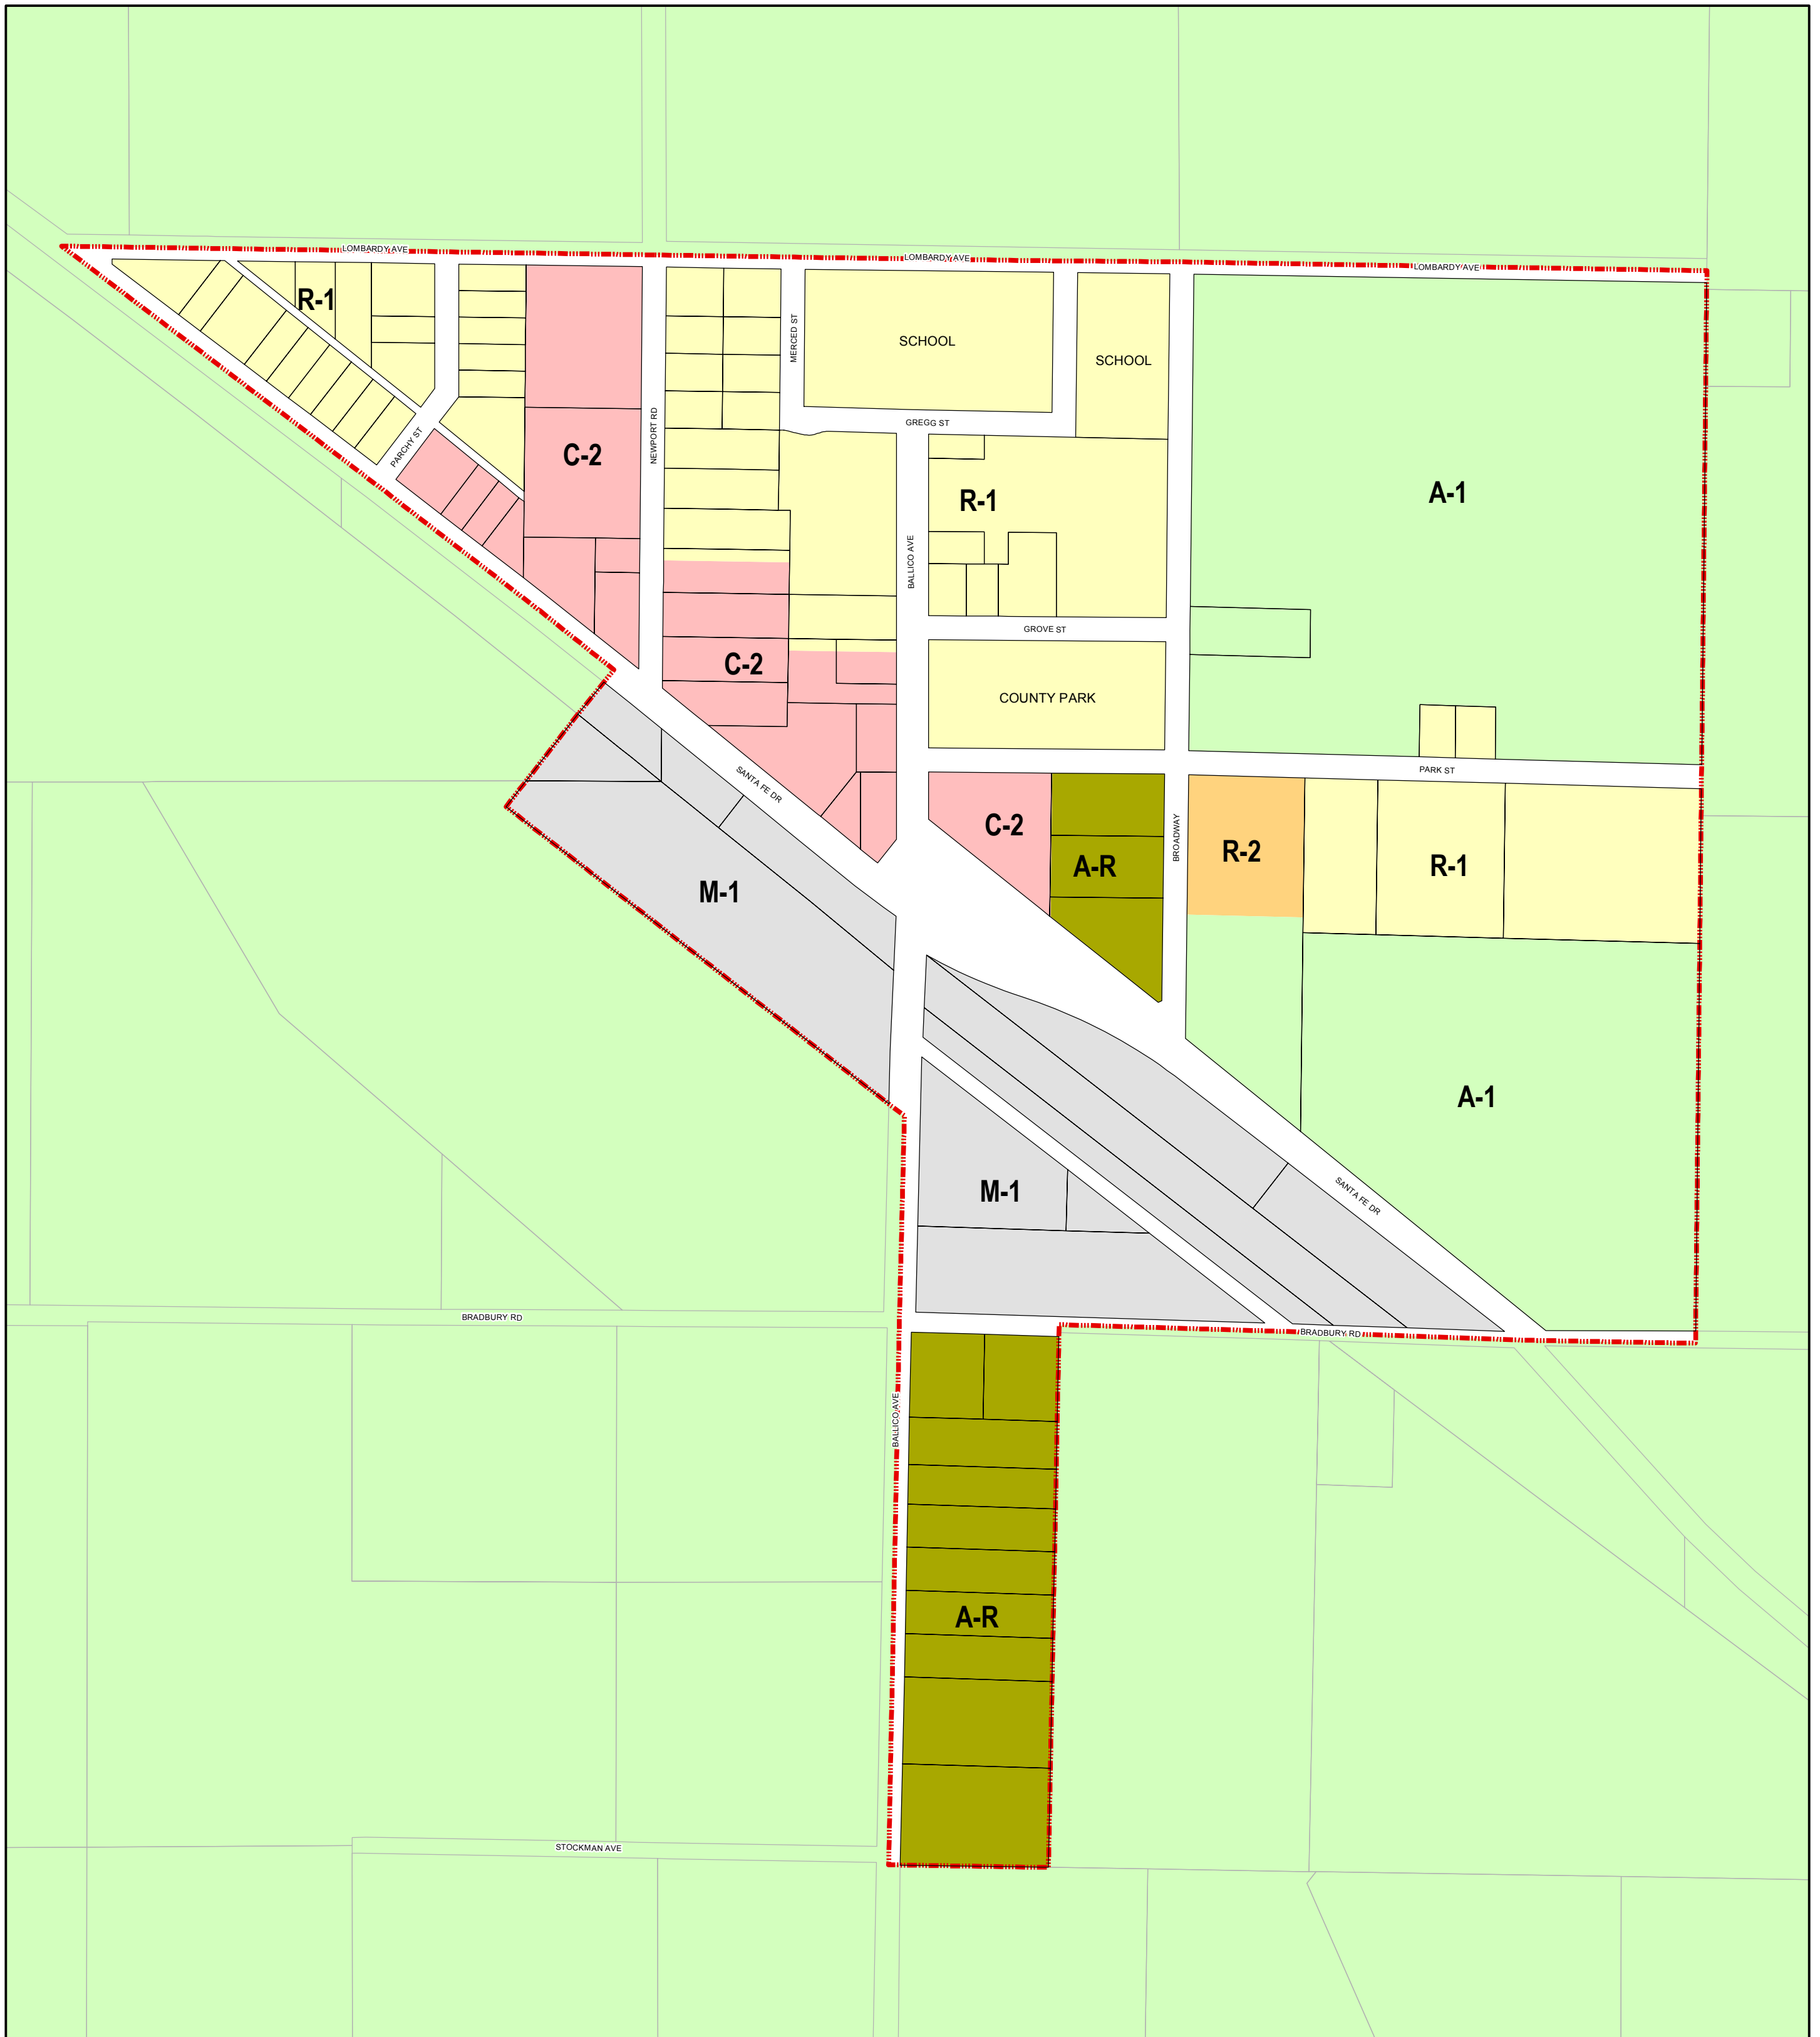 LOMBARDY AVE
LOMBARDY AVE
LOMBARDY AVE
R-1
MERCED ST
SCHOOL
SCHOOL
NEWPORT RD
GREGG ST
PARCHY ST
C-2
R-1
A-1
BALLICO AVE
GROVE ST
C-2
COUNTY PARK
SANTA FE DR
PARK ST
C-2
BROADWAY
A-R
R-2
R-1
M-1
A-1
M-1
SANTA FE DR
BRADBURY RD
BRADBURY RD
BALLICO AVE
A-R
STOCKMAN AVE